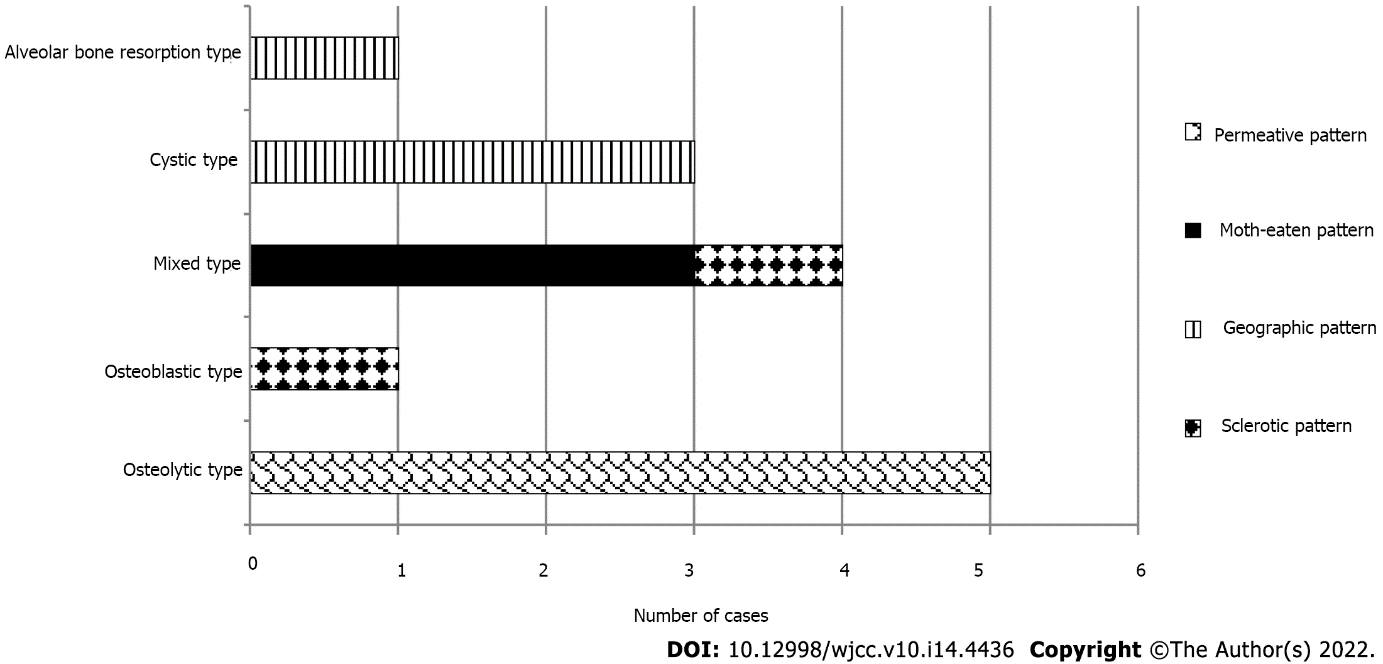 Alveolar bone resorption type
Cystic type
Mixed type
Osteoblastic type
Osteolytic type
0 1 2 3 4 5 6
Number of cases
Permeative pattern
Moth-eaten pattern
Geographic pattern
Sclerotic pattern
DOI: 10.12998/wjcc.v10.i14.4436 Copyright ©The Author(s) 2022.